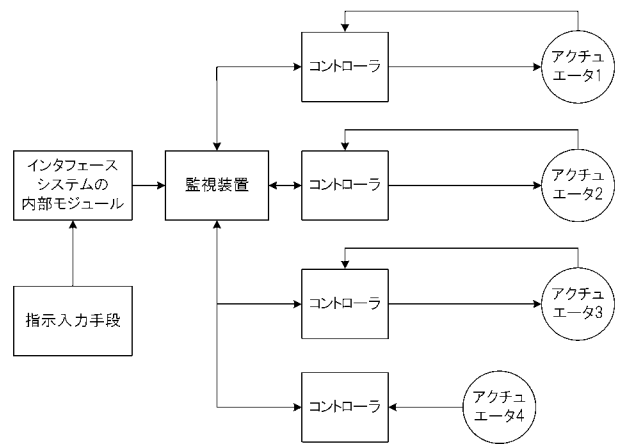 コントローラ
アクチュ
エータ1
インタフェース
システムの
内部モジュール
監視装置
コントローラ
アクチュ
エータ2
指示入力手段
コントローラ
アクチュ
エータ3
コントローラ
アクチュ
エータ4